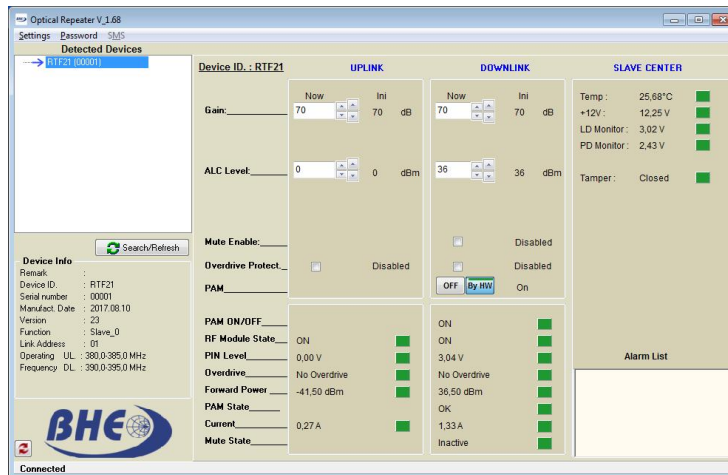 Optical Repeater V_1.68
Settings Password SMS
Detected Devices
RTF21 (00001)
Search/Refresh
Device Info
Remark :
Device ID. : RTF21
Serial number : 00001
Manufact. Date : 2017.08.10
Version : 23
Function : Slave_0
Link Address : 01
Operating UL. : 380,0-385,0 MHz
Frequency DL. : 390,0-395,0 MHz
BHE
Connected
Device ID. : RTF21 UPLINK DOWNLINK SLAVE CENTER
Now Ini Now Ini
Gain: 70 70 dB 70 70 dB
ALC Level: 0 0 dBm 36 36 dBm
Mute Enable: Disabled
Overdrive Protect. Disabled Disabled
PAM OFF By HW On
PAM ON/OFF ON
RF Module State ON ON
PIN Level 0,00 V 3,04 V
Overdrive No Overdrive No Overdrive
Forward Power -41,50 dBm 36,50 dBm
PAM State OK
Current 0,27 A 1,33 A
Mute State Inactive
Temp : 25,68°C
+12V : 12,25 V
LD Monitor : 3,02 V
PD Monitor : 2,43 V
Tamper : Closed
Alarm List